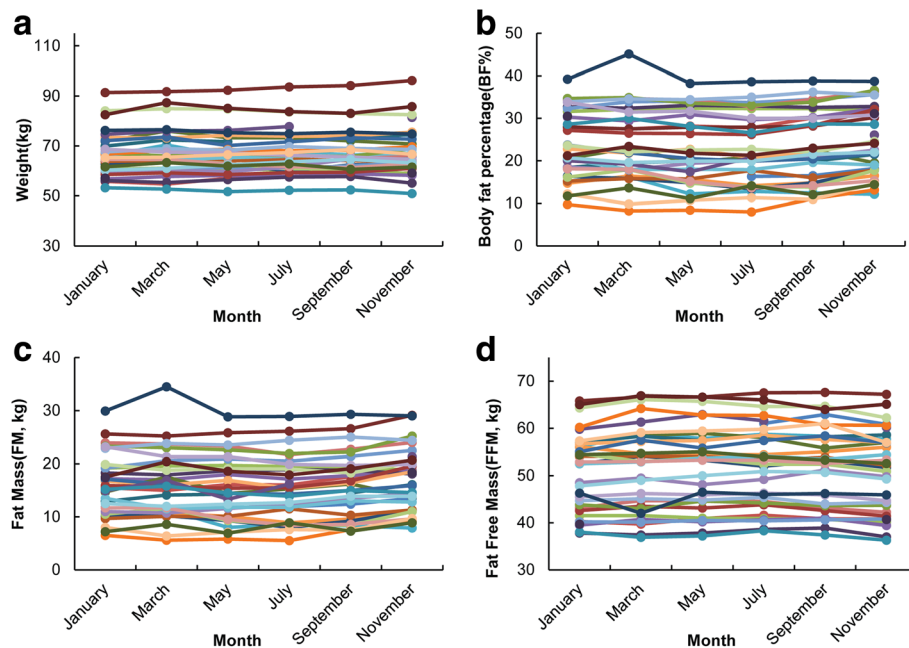 a
Weight(kg)
110
90
70
50
30
January
March
May
July
September
November
Month
b
Body fat percentage(BF%)
50
40
30
20
10
0
January
March
May
July
September
November
Month
c
Fat Mass(FFM, kg)
40
30
20
10
0
January
March
May
July
September
November
Month
d
Fat Free Mass(FFM, kg)
70
60
50
40
30
January
March
May
July
September
November
Month